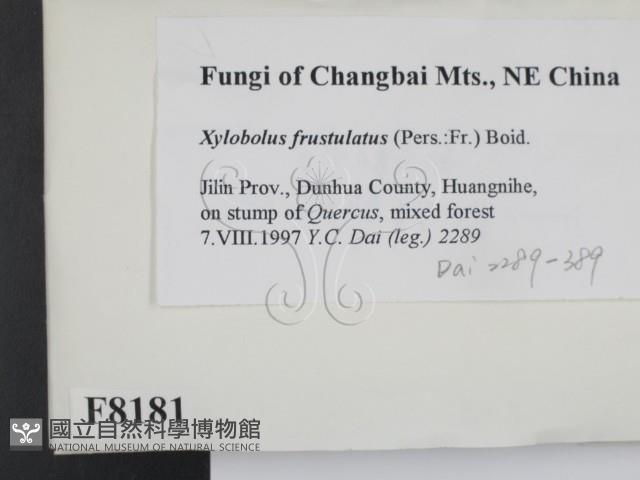 Fungi of Changbai Mts., NE China
Xylobolus frustulatus (Pers.:Fr.) Boid.
Jilin Prov., Dunhua County, Huangnihe,
on stump of Quercus, mixed forest
7.VIII.1997 Y.C. Dai (leg.) 2289
Dai 2289-389
F8181
國立自然科學博物館
NATIONAL MUSEUM OF NATURAL SCIENCE